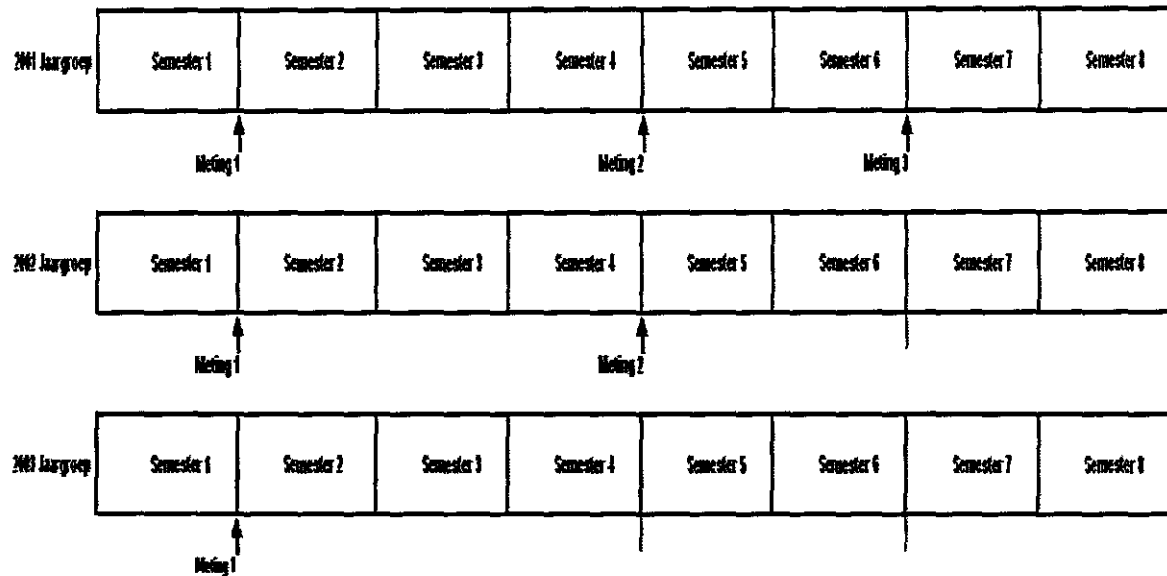 2001 Jaargroep Semester 1 Semester 2 Semester 3 Semester 4 Semester 5 Semester 6 Semester 7 Semester 8
Meting 1 Meting 2 Meting 3
2002 Jaargroep Semester 1 Semester 2 Semester 3 Semester 4 Semester 5 Semester 6 Semester 7 Semester 8
Meting 1 Meting 2
2003 Jaargroep Semester 1 Semester 2 Semester 3 Semester 4 Semester 5 Semester 6 Semester 7 Semester 8
Meting 1